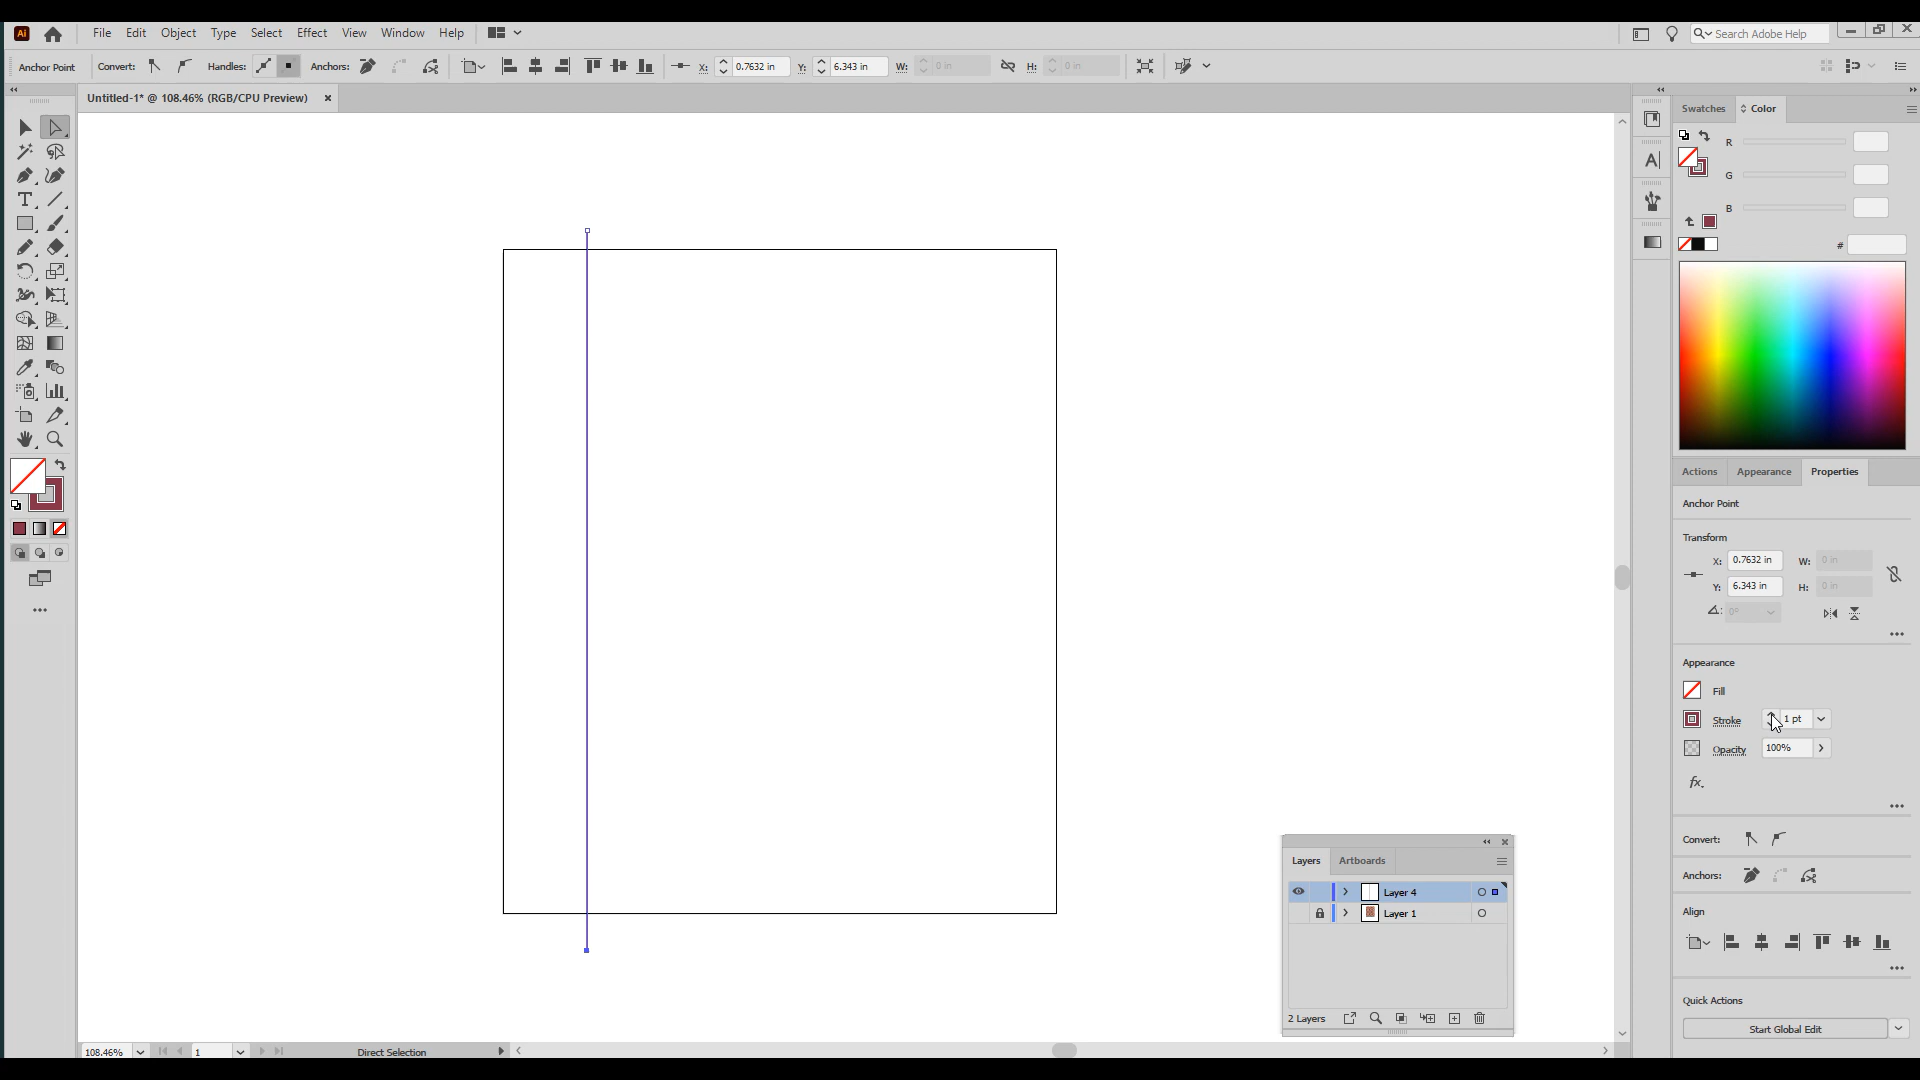 Ai File Edit Object Select Type Effect View Window Help Search Adobe Help
Anchor Point Convert: Handles: Anchors: X: 0.7632 in Y: 6.343 in W: 0 in H: 0 in
Untitled-1* @ 108.46% (RGB/CPU Preview) ×
Swatches Color
R
G
B
#
Actions Appearance Properties
Anchor Point
Transform
X: 0.7632 in W: 0 in
Y: 6.343 in H: 0 in
0°
Appearance
Fill
Stroke 1 pt
Opacity 100%
fx.
Convert:
Anchors:
Align
Quick Actions
Start Global Edit
Layers Artboards
Layer 4
Layer 1
2 Layers
108.46% 1 Direct Selection